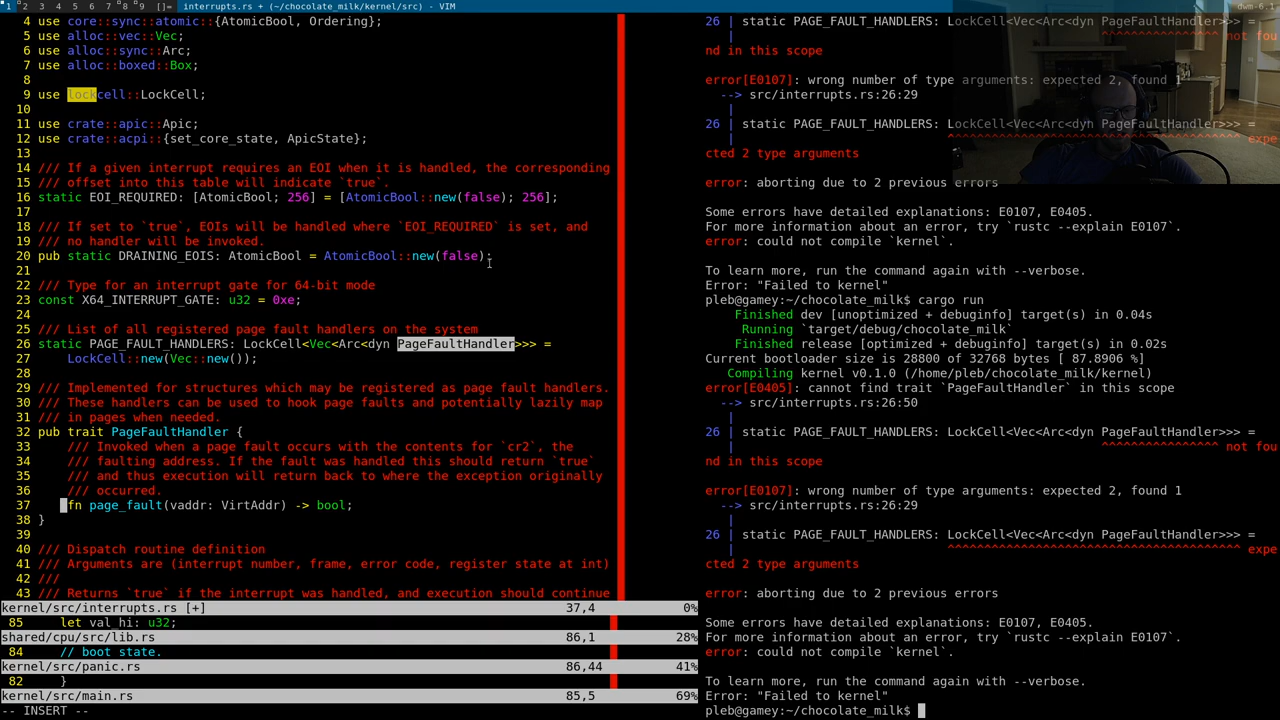 1 2 3 4 5 6 7 8 9 []= interrupts.rs + (~/chocolate_milk/kernel/src) - VIM dwm-6.1
4 use core::sync::atomic::{AtomicBool, Ordering};
5 use alloc::vec::Vec;
6 use alloc::sync::Arc;
7 use alloc::boxed::Box;
8
9 use lockcell::LockCell;
10
11 use crate::apic::Apic;
12 use crate::acpi::{set_core_state, ApicState};
13
14 /// If a given interrupt requires an EOI when it is handled, the corresponding
15 /// offset into this table will indicate `true`.
16 static EOI_REQUIRED: [AtomicBool; 256] = [AtomicBool::new(false); 256];
17
18 /// If set to `true`, EOIs will be handled where `EOI_REQUIRED` is set, and
19 /// no handler will be invoked.
20 pub static DRAINING_EOIS: AtomicBool = AtomicBool::new(false);
21
22 /// Type for an interrupt gate for 64-bit mode
23 const X64_INTERRUPT_GATE: u32 = 0xe;
24
25 /// List of all registered page fault handlers on the system
26 static PAGE_FAULT_HANDLERS: LockCell<Vec<Arc<dyn PageFaultHandler>>> =
27     LockCell::new(Vec::new());
28
29 /// Implemented for structures which may be registered as page fault handlers.
30 /// These handlers can be used to hook page faults and potentially lazily map
31 /// in pages when needed.
32 pub trait PageFaultHandler {
33     /// Invoked when a page fault occurs with the contents for `cr2`, the
34     /// faulting address. If the fault was handled this should return `true`
35     /// and thus execution will return back to where the exception originally
36     /// occurred.
37     fn page_fault(vaddr: VirtAddr) -> bool;
38 }
39
40 /// Dispatch routine definition
41 /// Arguments are (interrupt number, frame, error code, register state at int)
42 ///
43 /// Returns `true` if the interrupt was handled, and execution should continue
kernel/src/interrupts.rs [+] 37,4 0%
85     let val_hi: u32;
shared/cpu/src/lib.rs 86,1 28%
84     // boot state.
kernel/src/panic.rs 86,44 41%
82     }
kernel/src/main.rs 85,5 69%
-- INSERT --
26 | static PAGE_FAULT_HANDLERS: LockCell<Vec<Arc<dyn PageFaultHandler>>> =
| ^^^^^^^^^^^^^^^^ not fou
nd in this scope
error[E0107]: wrong number of type arguments: expected 2, found 1
--> src/interrupts.rs:26:29
|
26 | static PAGE_FAULT_HANDLERS: LockCell<Vec<Arc<dyn PageFaultHandler>>> =
| ^^^^^^^^^^^^^^^^^^^^^^^^^^^^^^^^^^^^^^^^ expe
cted 2 type arguments
error: aborting due to 2 previous errors
Some errors have detailed explanations: E0107, E0405.
For more information about an error, try `rustc --explain E0107`.
error: could not compile `kernel`.
To learn more, run the command again with --verbose.
Error: "Failed to kernel"
pleb@gamey:~/chocolate_milk$ cargo run
Finished dev [unoptimized + debuginfo] target(s) in 0.04s
Running `target/debug/chocolate_milk`
Finished release [optimized + debuginfo] target(s) in 0.02s
Current bootloader size is 28800 of 32768 bytes [ 87.8906 %]
Compiling kernel v0.1.0 (/home/pleb/chocolate_milk/kernel)
error[E0405]: cannot find trait `PageFaultHandler` in this scope
--> src/interrupts.rs:26:50
|
26 | static PAGE_FAULT_HANDLERS: LockCell<Vec<Arc<dyn PageFaultHandler>>> =
| ^^^^^^^^^^^^^^^^ not fou
nd in this scope
error[E0107]: wrong number of type arguments: expected 2, found 1
--> src/interrupts.rs:26:29
|
26 | static PAGE_FAULT_HANDLERS: LockCell<Vec<Arc<dyn PageFaultHandler>>> =
| ^^^^^^^^^^^^^^^^^^^^^^^^^^^^^^^^^^^^^^^^ expe
cted 2 type arguments
error: aborting due to 2 previous errors
Some errors have detailed explanations: E0107, E0405.
For more information about an error, try `rustc --explain E0107`.
error: could not compile `kernel`.
To learn more, run the command again with --verbose.
Error: "Failed to kernel"
pleb@gamey:~/chocolate_milk$